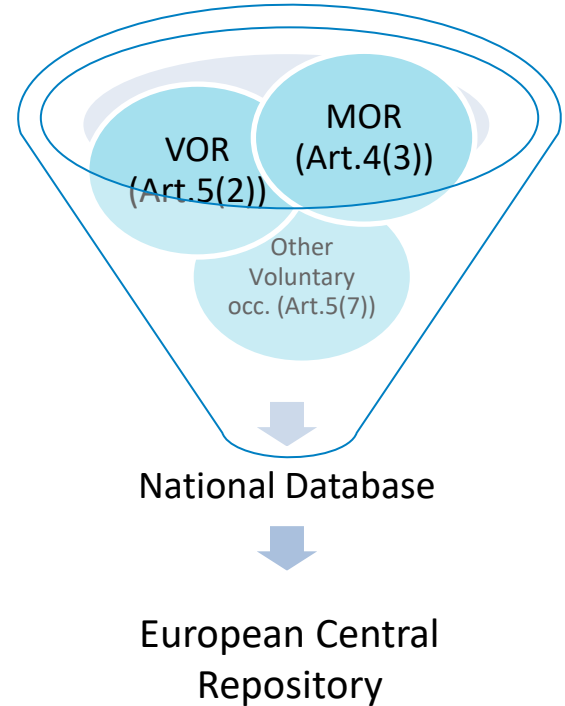 VOR
(Art.5(2))
MOR
(Art.4(3))
Other
Voluntary
occ. (Art.5(7))
National Database
European Central
Repository